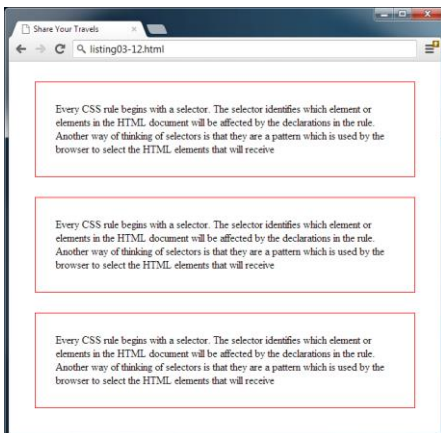 Share Your Travels
listing03-12.html
Every CSS rule begins with a selector. The selector identifies which element or
elements in the HTML document will be affected by the declarations in the rule.
Another way of thinking of selectors is that they are a pattern which is used by the
browser to select the HTML elements that will receive
Every CSS rule begins with a selector. The selector identifies which element or
elements in the HTML document will be affected by the declarations in the rule.
Another way of thinking of selectors is that they are a pattern which is used by the
browser to select the HTML elements that will receive
Every CSS rule begins with a selector. The selector identifies which element or
elements in the HTML document will be affected by the declarations in the rule.
Another way of thinking of selectors is that they are a pattern which is used by the
browser to select the HTML elements that will receive